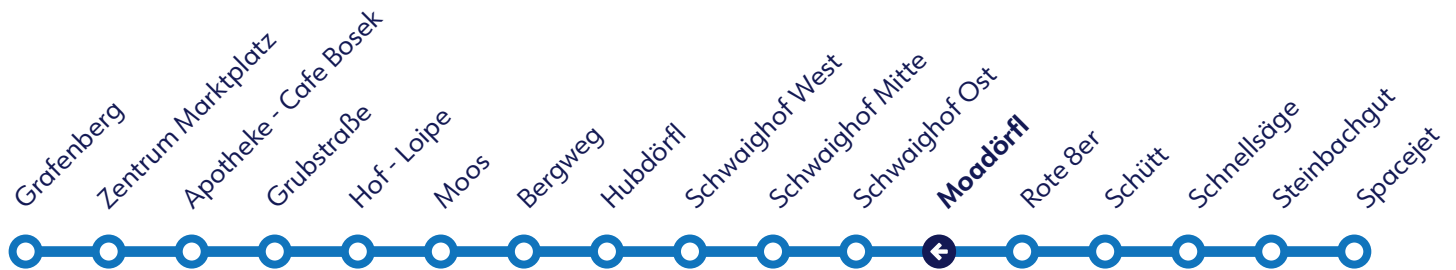 Grafenberg
Zentrum Marktplatz
Apotheke - Cafe Bosek
Grubstraße
Hof - Loipe
Moos
Bergweg
Hubdörfl
Schwaighof West
Schwaighof Mitte
Schwaighof Ost
Moadörfl
Rote 8er
Schütt
Schnellsäge
Steinbachgut
Spacejet